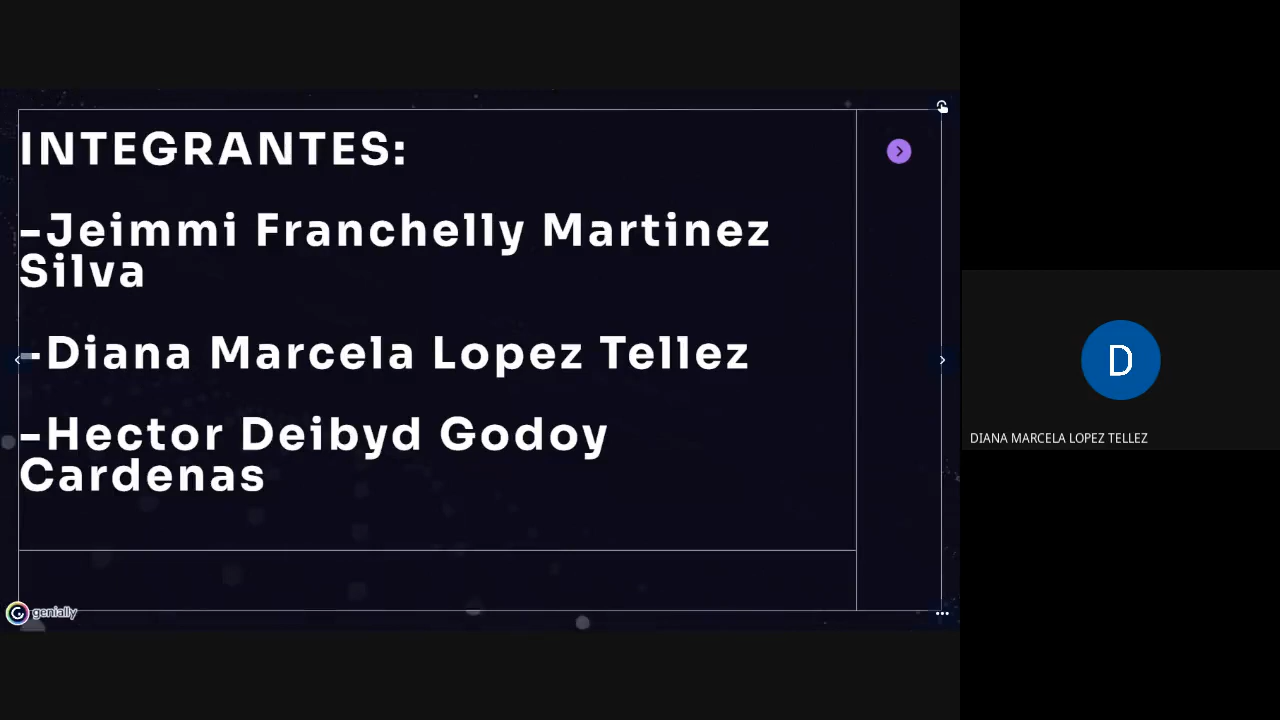 INTEGRANTES:
-Jeimmi Franchelly Martinez
Silva
-Diana Marcela Lopez Tellez
-Hector Deibyd Godoy
Cardenas
genially
D
DIANA MARCELA LOPEZ TELLEZ